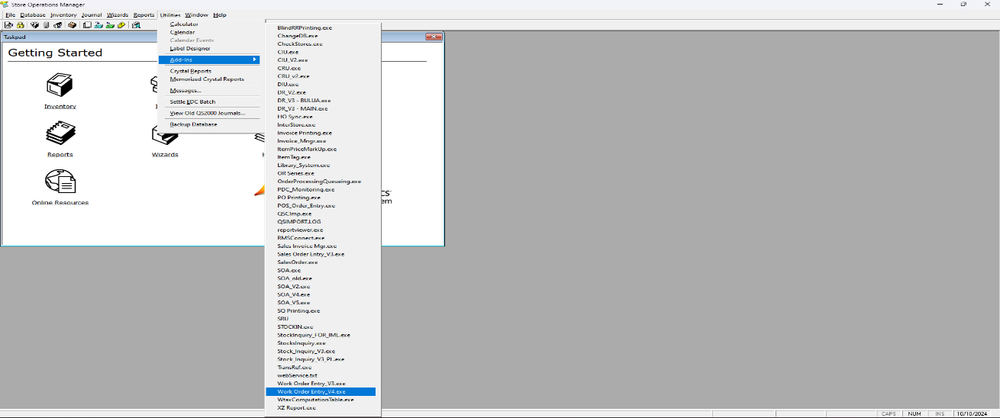 Store Operations Manager
File Database Inventory Journal Wizards Reports Utilities Window Help
Taskpad
Getting Started
Inventory
Reports
Wizards
Online Resources
Calculator
Calendar
Calendar Events
Label Designer
Add-Ins
Crystal Reports
Memorized Crystal Reports
Messages...
Settle EDC Batch
View Old QS2000 Journals...
Backup Database
BlindRRPrinting.exe
ChangeDB.exe
CheckStores.exe
CIU.exe
CIU_V2.exe
CRU.exe
CRU_v2.exe
DIU.exe
DR_V2.exe
DR_V3 - BULUA.exe
DR_V3 - MAIN.exe
HO Sync.exe
InterStore.exe
Invoice Printing.exe
Invoice_Mngr.exe
ItemPriceMarkUp.exe
ItemTag.exe
Library_System.exe
OR Series.exe
OrderProcessingQueueing.exe
PDC_Monitoring.exe
PO Printing.exe
POS_Order_Entry.exe
QSCImp.exe
QSIMPORT.LOG
reportviewer.exe
RMSConnect.exe
Sales Invoice Mgr.exe
Sales Order Entry_V3.exe
SalesOrder.exe
SOA.exe
SOA_old.exe
SOA_V2.exe
SOA_V4.exe
SOA_V5.exe
SQ Printing.exe
SRU
STOCKIN.exe
StockInquiry_FOR_IML.exe
StocksInquiry.exe
Stock_Inquiry_V3.exe
Stock_Inquiry_V3_PL.exe
TransRef.exe
webService.txt
Work Order Entry_V3.exe
Work Order Entry_V4.exe
WtaxComputationTable.exe
XZ Report.exe
CS
em
CAPS NUM INS 10/10/2024